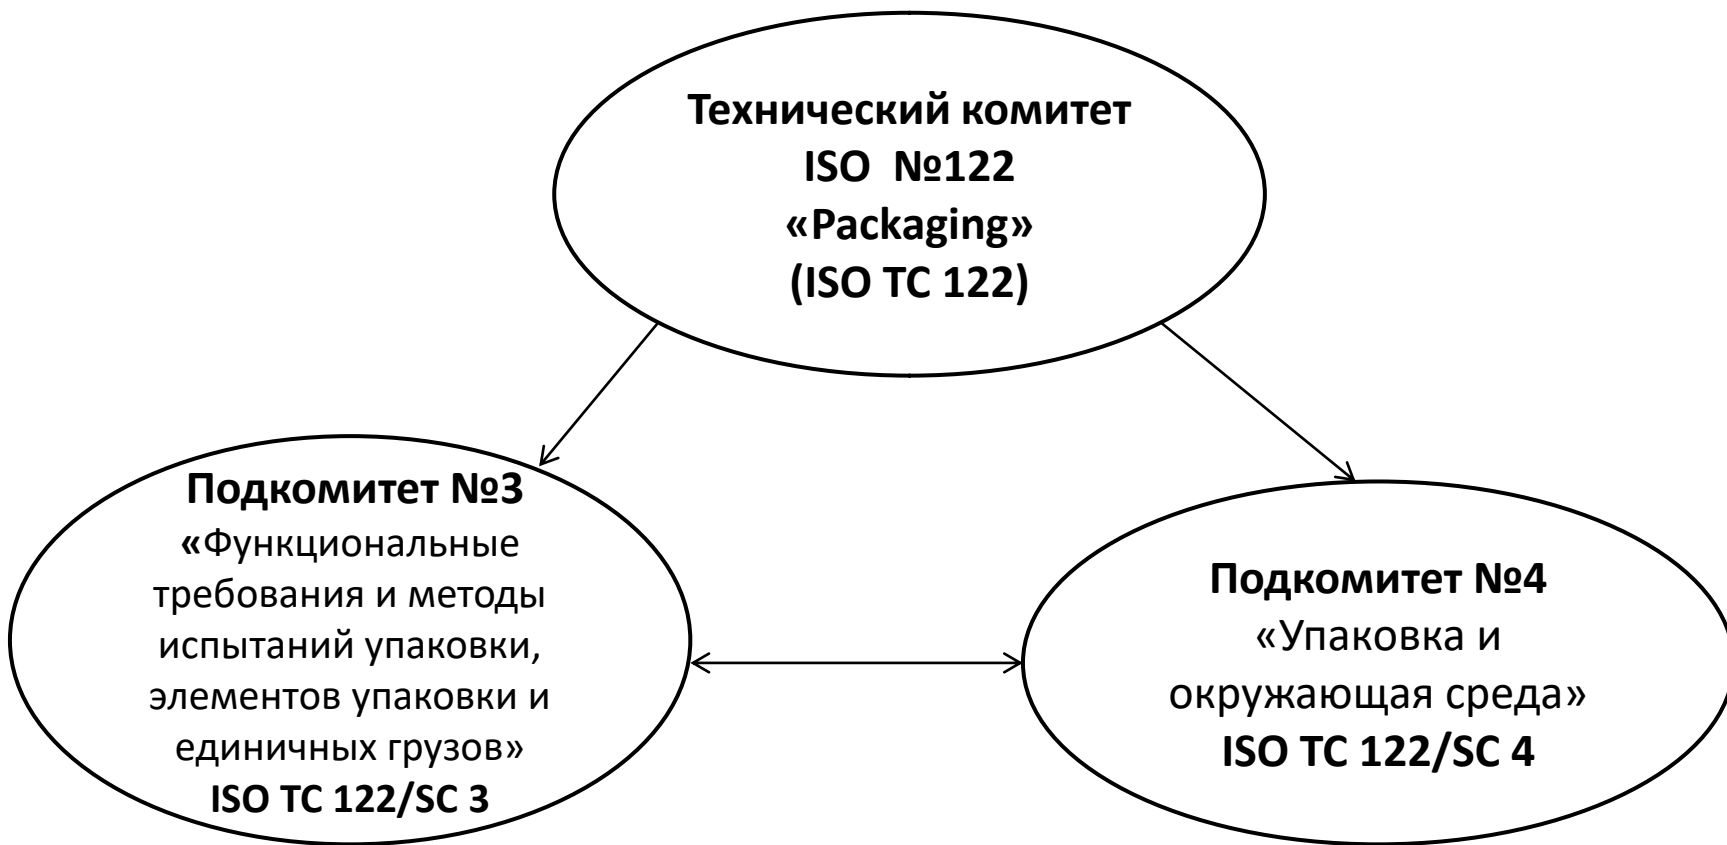 Технический комитет
ISO №122
«Packaging»
(ISO TC 122)
Подкомитет №3
«Функциональные
требования и методы
испытаний упаковки,
элементов упаковки и
единичных грузов»
ISO TC 122/SC 3
Подкомитет №4
«Упаковка и
окружающая среда»
ISO TC 122/SC 4